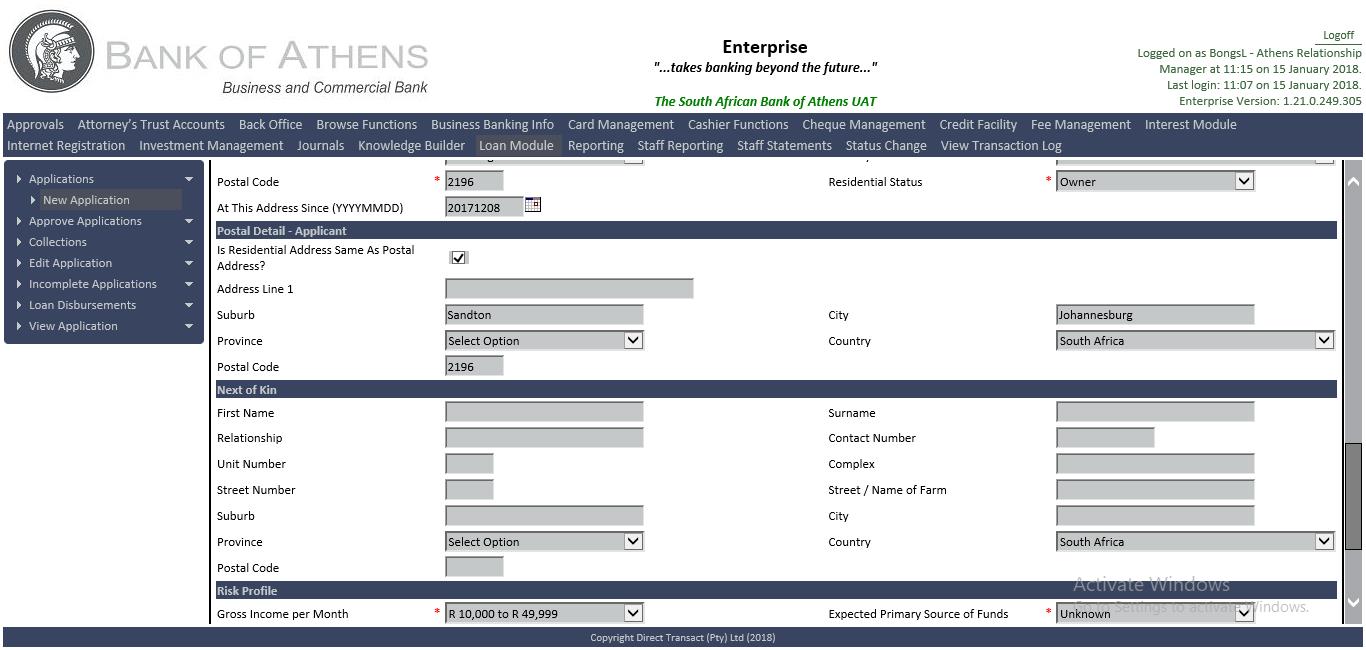 BANK OF ATHENS
Business and Commercial Bank
Enterprise
"...takes banking beyond the future..."
The South African Bank of Athens UAT
Logoff
Logged on as BongsL - Athens Relationship
Manager at 11:15 on 15 January 2018.
Last login: 11:07 on 15 January 2018.
Enterprise Version: 1.21.0.249.305
Approvals Attorney's Trust Accounts Back Office Browse Functions Business Banking Info Card Management Cashier Functions Cheque Management Credit Facility Fee Management Interest Module
Internet Registration Investment Management Journals Knowledge Builder Loan Module Reporting Staff Reporting Staff Statements Status Change View Transaction Log
Applications
New Application
Approve Applications
Collections
Edit Application
Incomplete Applications
Loan Disbursements
View Application
Postal Code * 2196 Residential Status * Owner
At This Address Since (YYYYMMDD) 20171208
Postal Detail - Applicant
Is Residential Address Same As Postal
Address?
Address Line 1
Suburb Sandton City Johannesburg
Province Select Option Country South Africa
Postal Code 2196
Next of Kin
First Name Surname
Relationship Contact Number
Unit Number Complex
Street Number Street / Name of Farm
Suburb City
Province Select Option Country South Africa
Postal Code
Risk Profile
Gross Income per Month * R 10,000 to R 49,999 Expected Primary Source of Funds * Unknown
Activate Windows
Go to Settings to activate Windows.
Copyright Direct Transact (Pty) Ltd (2018)